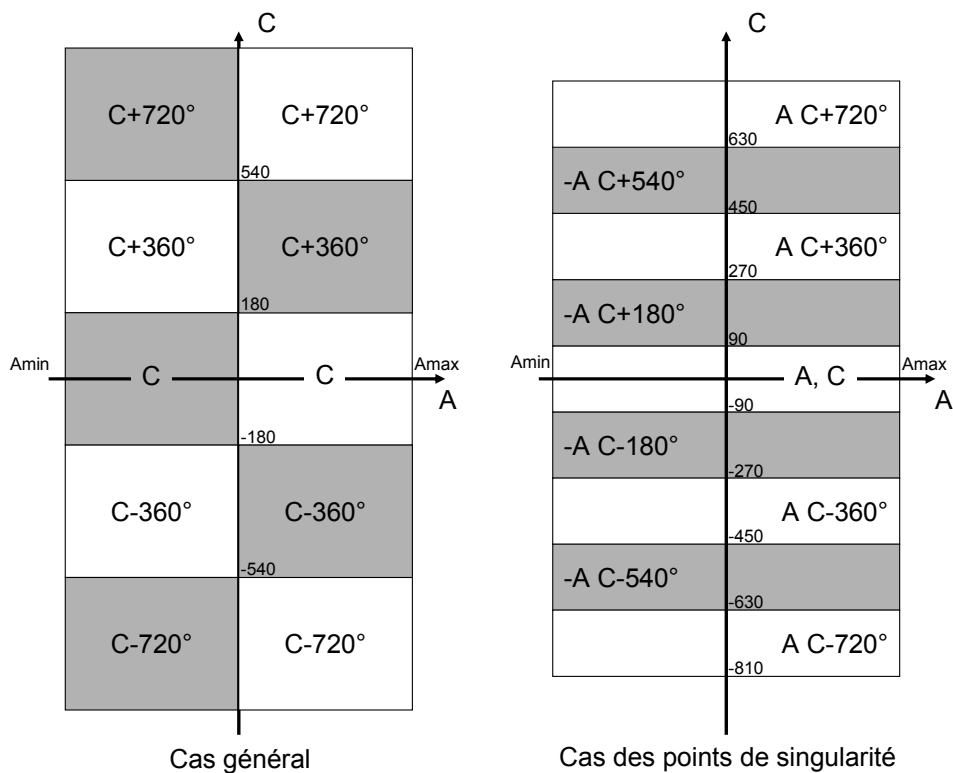 C
C+720° C+720°
540
C+360° C+360°
180
Amin C C Amax
A
-180
C-360° C-360°
-540
C-720° C-720°
Cas général
C
A C+720°
630
-A C+540°
450
A C+360°
270
-A C+180°
90
Amin A, C Amax
A
-90
-A C-180°
-270
A C-360°
-450
-A C-540°
-630
A C-720°
-810
Cas des points de singularité